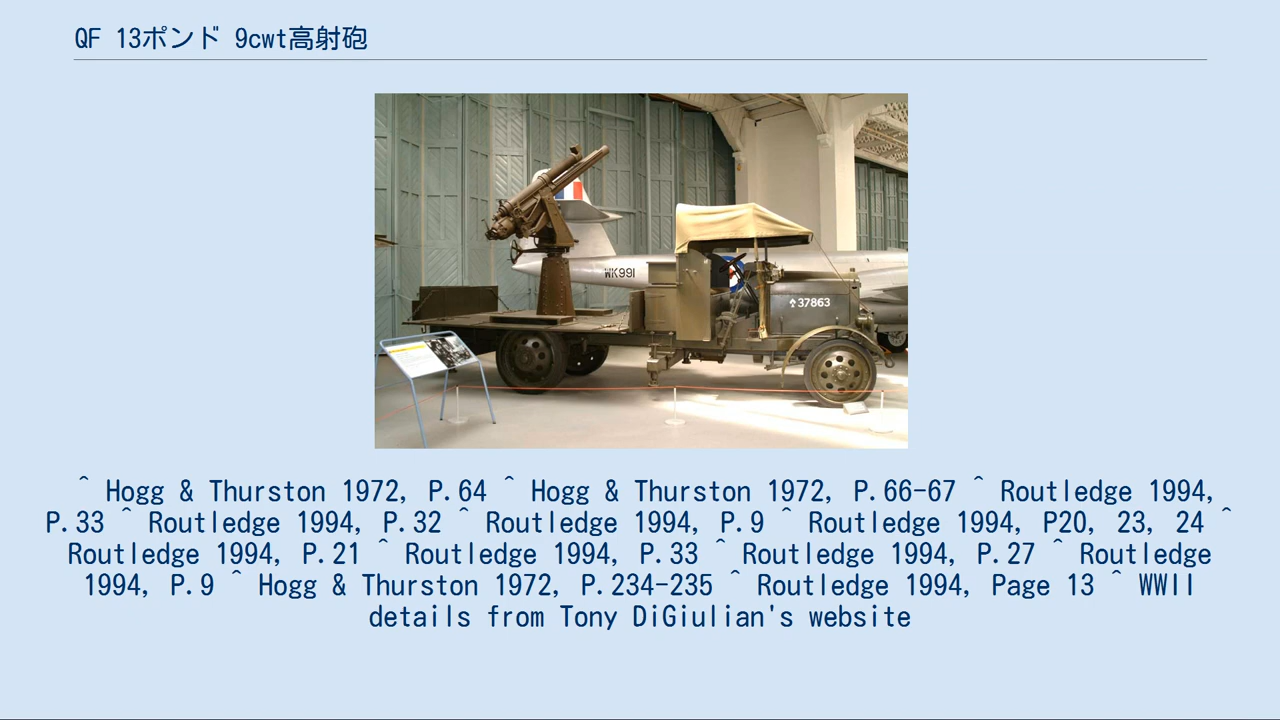 QF 13ポンド 9cwt高射砲
WK991
37863
^ Hogg & Thurston 1972, P.64 ^ Hogg & Thurston 1972, P.66-67 ^ Routledge 1994,
P.33 ^ Routledge 1994, P.32 ^ Routledge 1994, P.9 ^ Routledge 1994, P20, 23, 24 ^
Routledge 1994, P.21 ^ Routledge 1994, P.33 ^ Routledge 1994, P.27 ^ Routledge
1994, P.9 ^ Hogg & Thurston 1972, P.234-235 ^ Routledge 1994, Page 13 ^ WWII
details from Tony DiGiulian's website